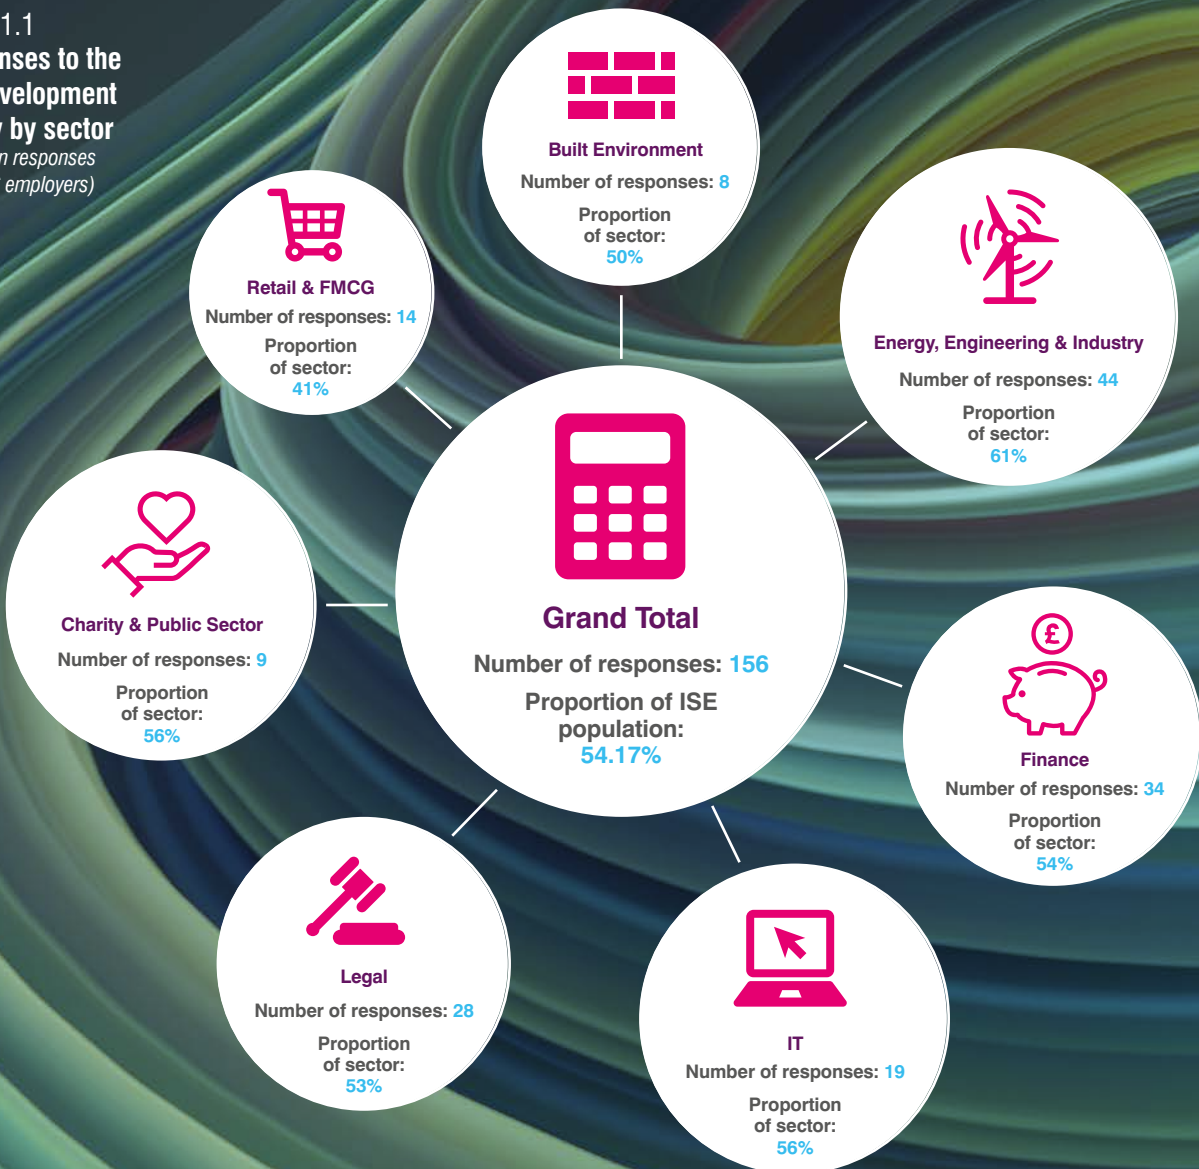 1.1
to the
by sector
responses
employers)
Built Environment
Number of responses: 8
Proportion
of sector:
50%
Retail & FMCG
Number of responses: 14
Proportion
of sector:
41%
Energy, Engineering & Industry
Number of responses: 44
Proportion
of sector:
61%
Grand Total
Number of responses: 156
Proportion of ISE
population:
54.17%
Charity & Public Sector
Number of responses: 9
Proportion
of sector:
56%
£
Finance
Number of responses: 34
Proportion
of sector:
54%
Legal
Number of responses: 28
Proportion
of sector:
53%
IT
Number of responses: 19
Proportion
of sector:
56%